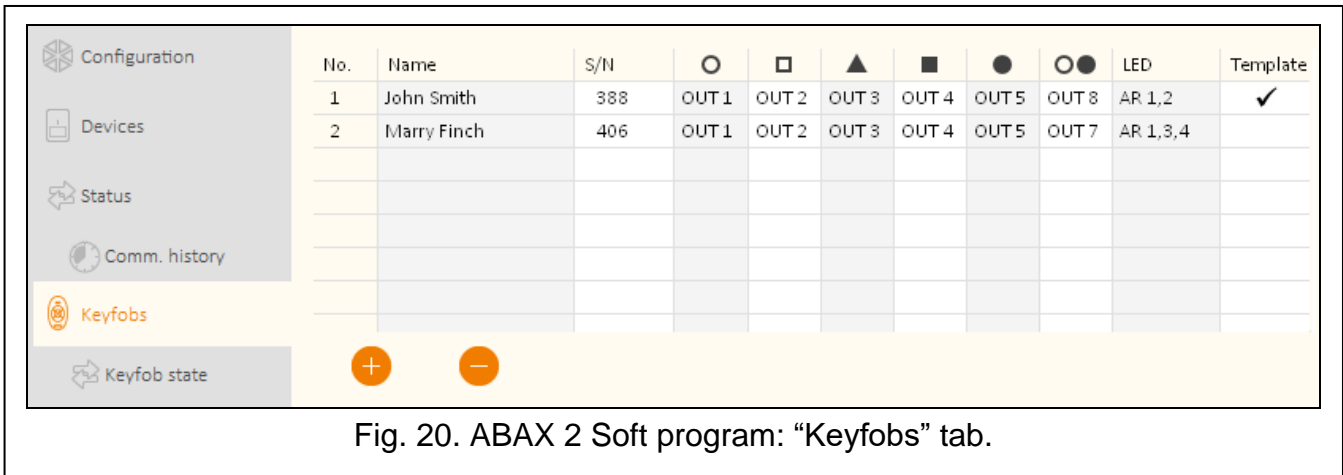 Configuration
Devices
Status
Comm. history
Keyfobs
Keyfob state
No. Name S/N LED Template
1 John Smith 388 OUT 1 OUT 2 OUT 3 OUT 4 OUT 5 OUT 8 AR 1,2 ✓
2 Marry Finch 406 OUT 1 OUT 2 OUT 3 OUT 4 OUT 5 OUT 7 AR 1,3,4
Fig. 20. ABAX 2 Soft program: “Keyfobs” tab.